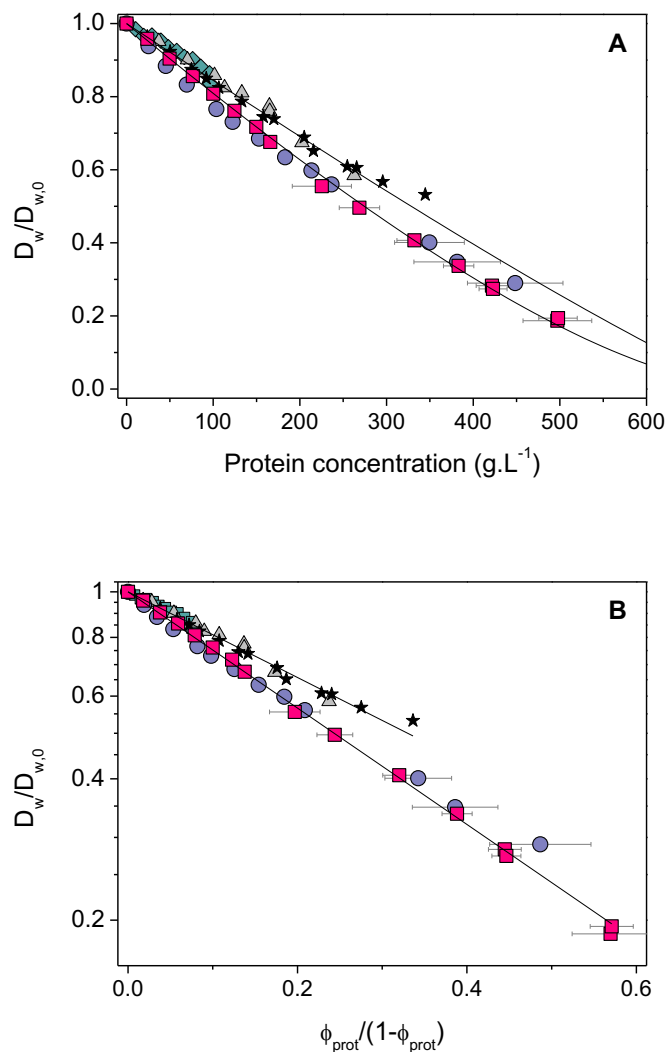 A
1.0
0.8
0.6
0.4
0.2
0.0
D_w/D_w,0
0 100 200 300 400 500 600
Protein concentration (g.L⁻¹)
B
1
0.8
0.6
0.4
0.2
D_w/D_w,0
0.0 0.2 0.4 0.6
ϕ_prot/(1-ϕ_prot)